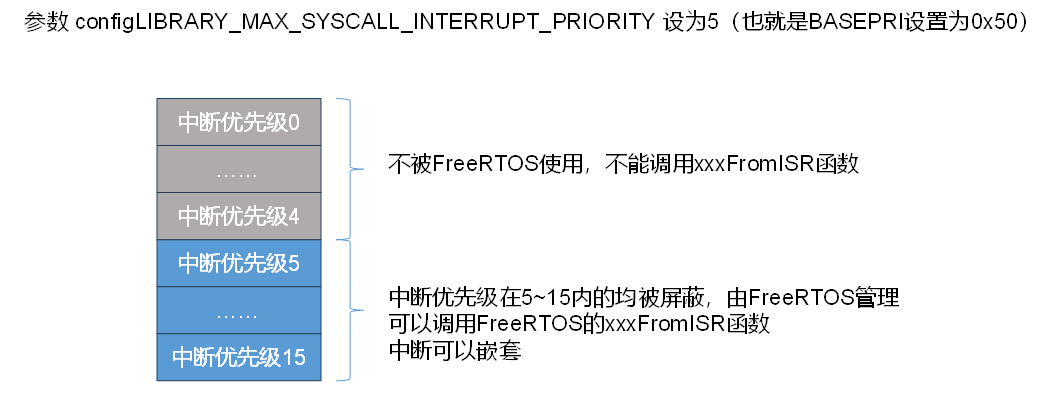 参数 configLIBRARY_MAX_SYSCALL_INTERRUPT_PRIORITY 设为5（也就是BASEPRI设置为0x50）
中断优先级0
……
中断优先级4
不被FreeRTOS使用，不能调用xxxFromISR函数
中断优先级5
……
中断优先级15
中断优先级在5~15内的均被屏蔽，由FreeRTOS管理
可以调用FreeRTOS的xxxFromISR函数
中断可以嵌套